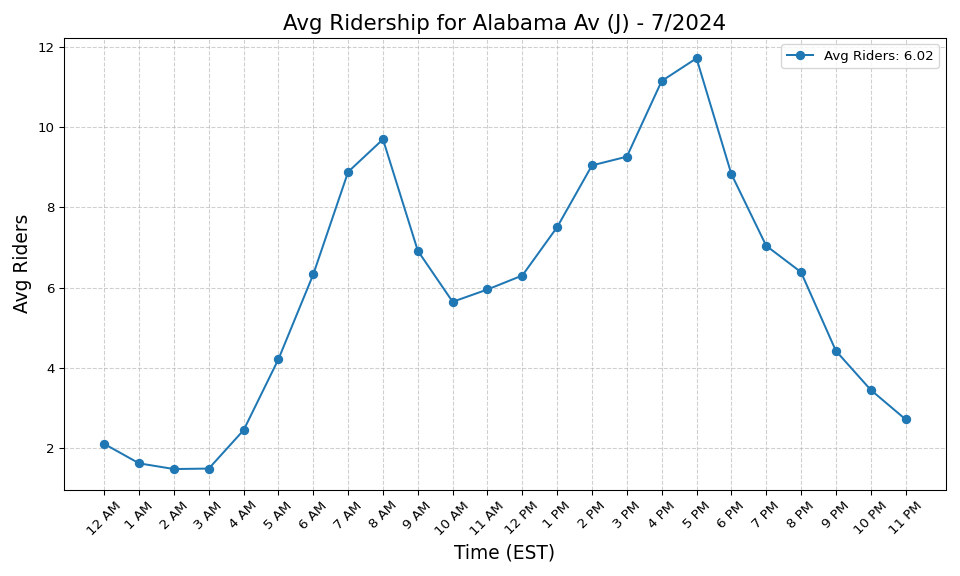 Avg Ridership for Alabama Av (J) - 7/2024
Avg Riders: 6.02
Avg Riders
12
10
8
6
4
2
12 AM
1 AM
2 AM
3 AM
4 AM
5 AM
6 AM
7 AM
8 AM
9 AM
10 AM
11 AM
12 PM
1 PM
2 PM
3 PM
4 PM
5 PM
6 PM
7 PM
8 PM
9 PM
10 PM
11 PM
Time (EST)